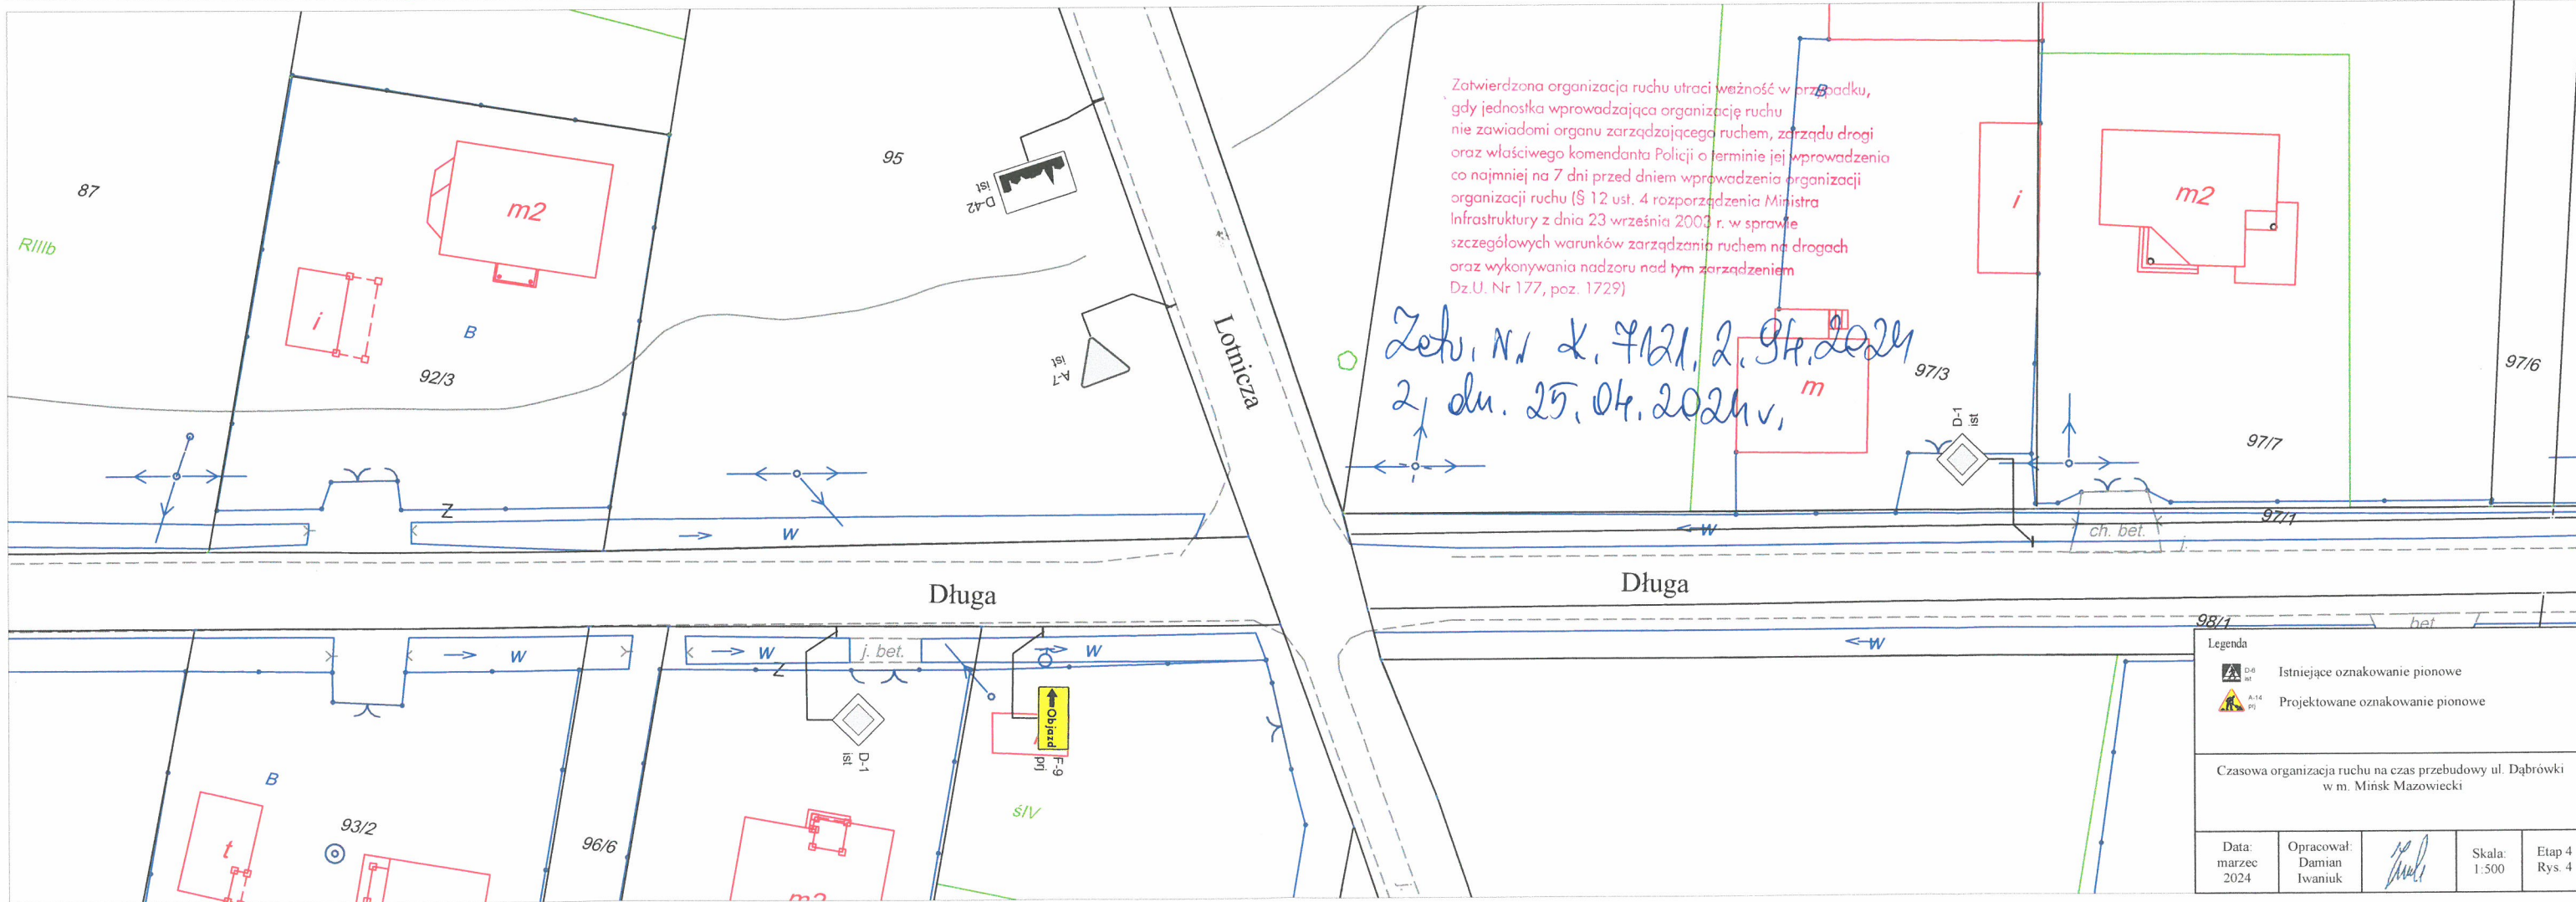 87
RIIIb
m2
i
B
92/3
Z
W
95
D-42
ist
A-7
ist
Lotnicza
Zatwierdzona organizacja ruchu utraci ważność w przypadku,
gdy jednostka wprowadzająca organizację ruchu
nie zawiadomi organu zarządzającego ruchem, zarządu drogi
oraz właściwego komendanta Policji o terminie jej wprowadzenia
co najmniej na 7 dni przed dniem wprowadzenia organizacji
organizacji ruchu (§ 12 ust. 4 rozporządzenia Ministra
Infrastruktury z dnia 23 września 2003 r. w sprawie
szczegółowych warunków zarządzania ruchem na drogach
oraz wykonywania nadzoru nad tym zarządzeniem
Dz.U. Nr 177, poz. 1729)
B
Zatw. Nr K. 7121. 2. 94. 2024
z dn. 25.04.2024 r.
m
97/3
i
m2
D-1
ist
97/7
97/6
97/1
ch. bet.
j.
W
Długa
Długa
W
W
j. bet.
W
Z
D-1
ist
Objazd
F-9
prj
B
t
93/2
96/6
m2
śIV
W
98/1
bet.
Legenda
D-6
ist
Istniejące oznakowanie pionowe
A-14
prj
Projektowane oznakowanie pionowe
Czasowa organizacja ruchu na czas przebudowy ul. Dąbrówki
w m. Mińsk Mazowiecki
Data:
marzec
2024
Opracował:
Damian
Iwaniuk
Skala:
1:500
Etap 4
Rys. 4